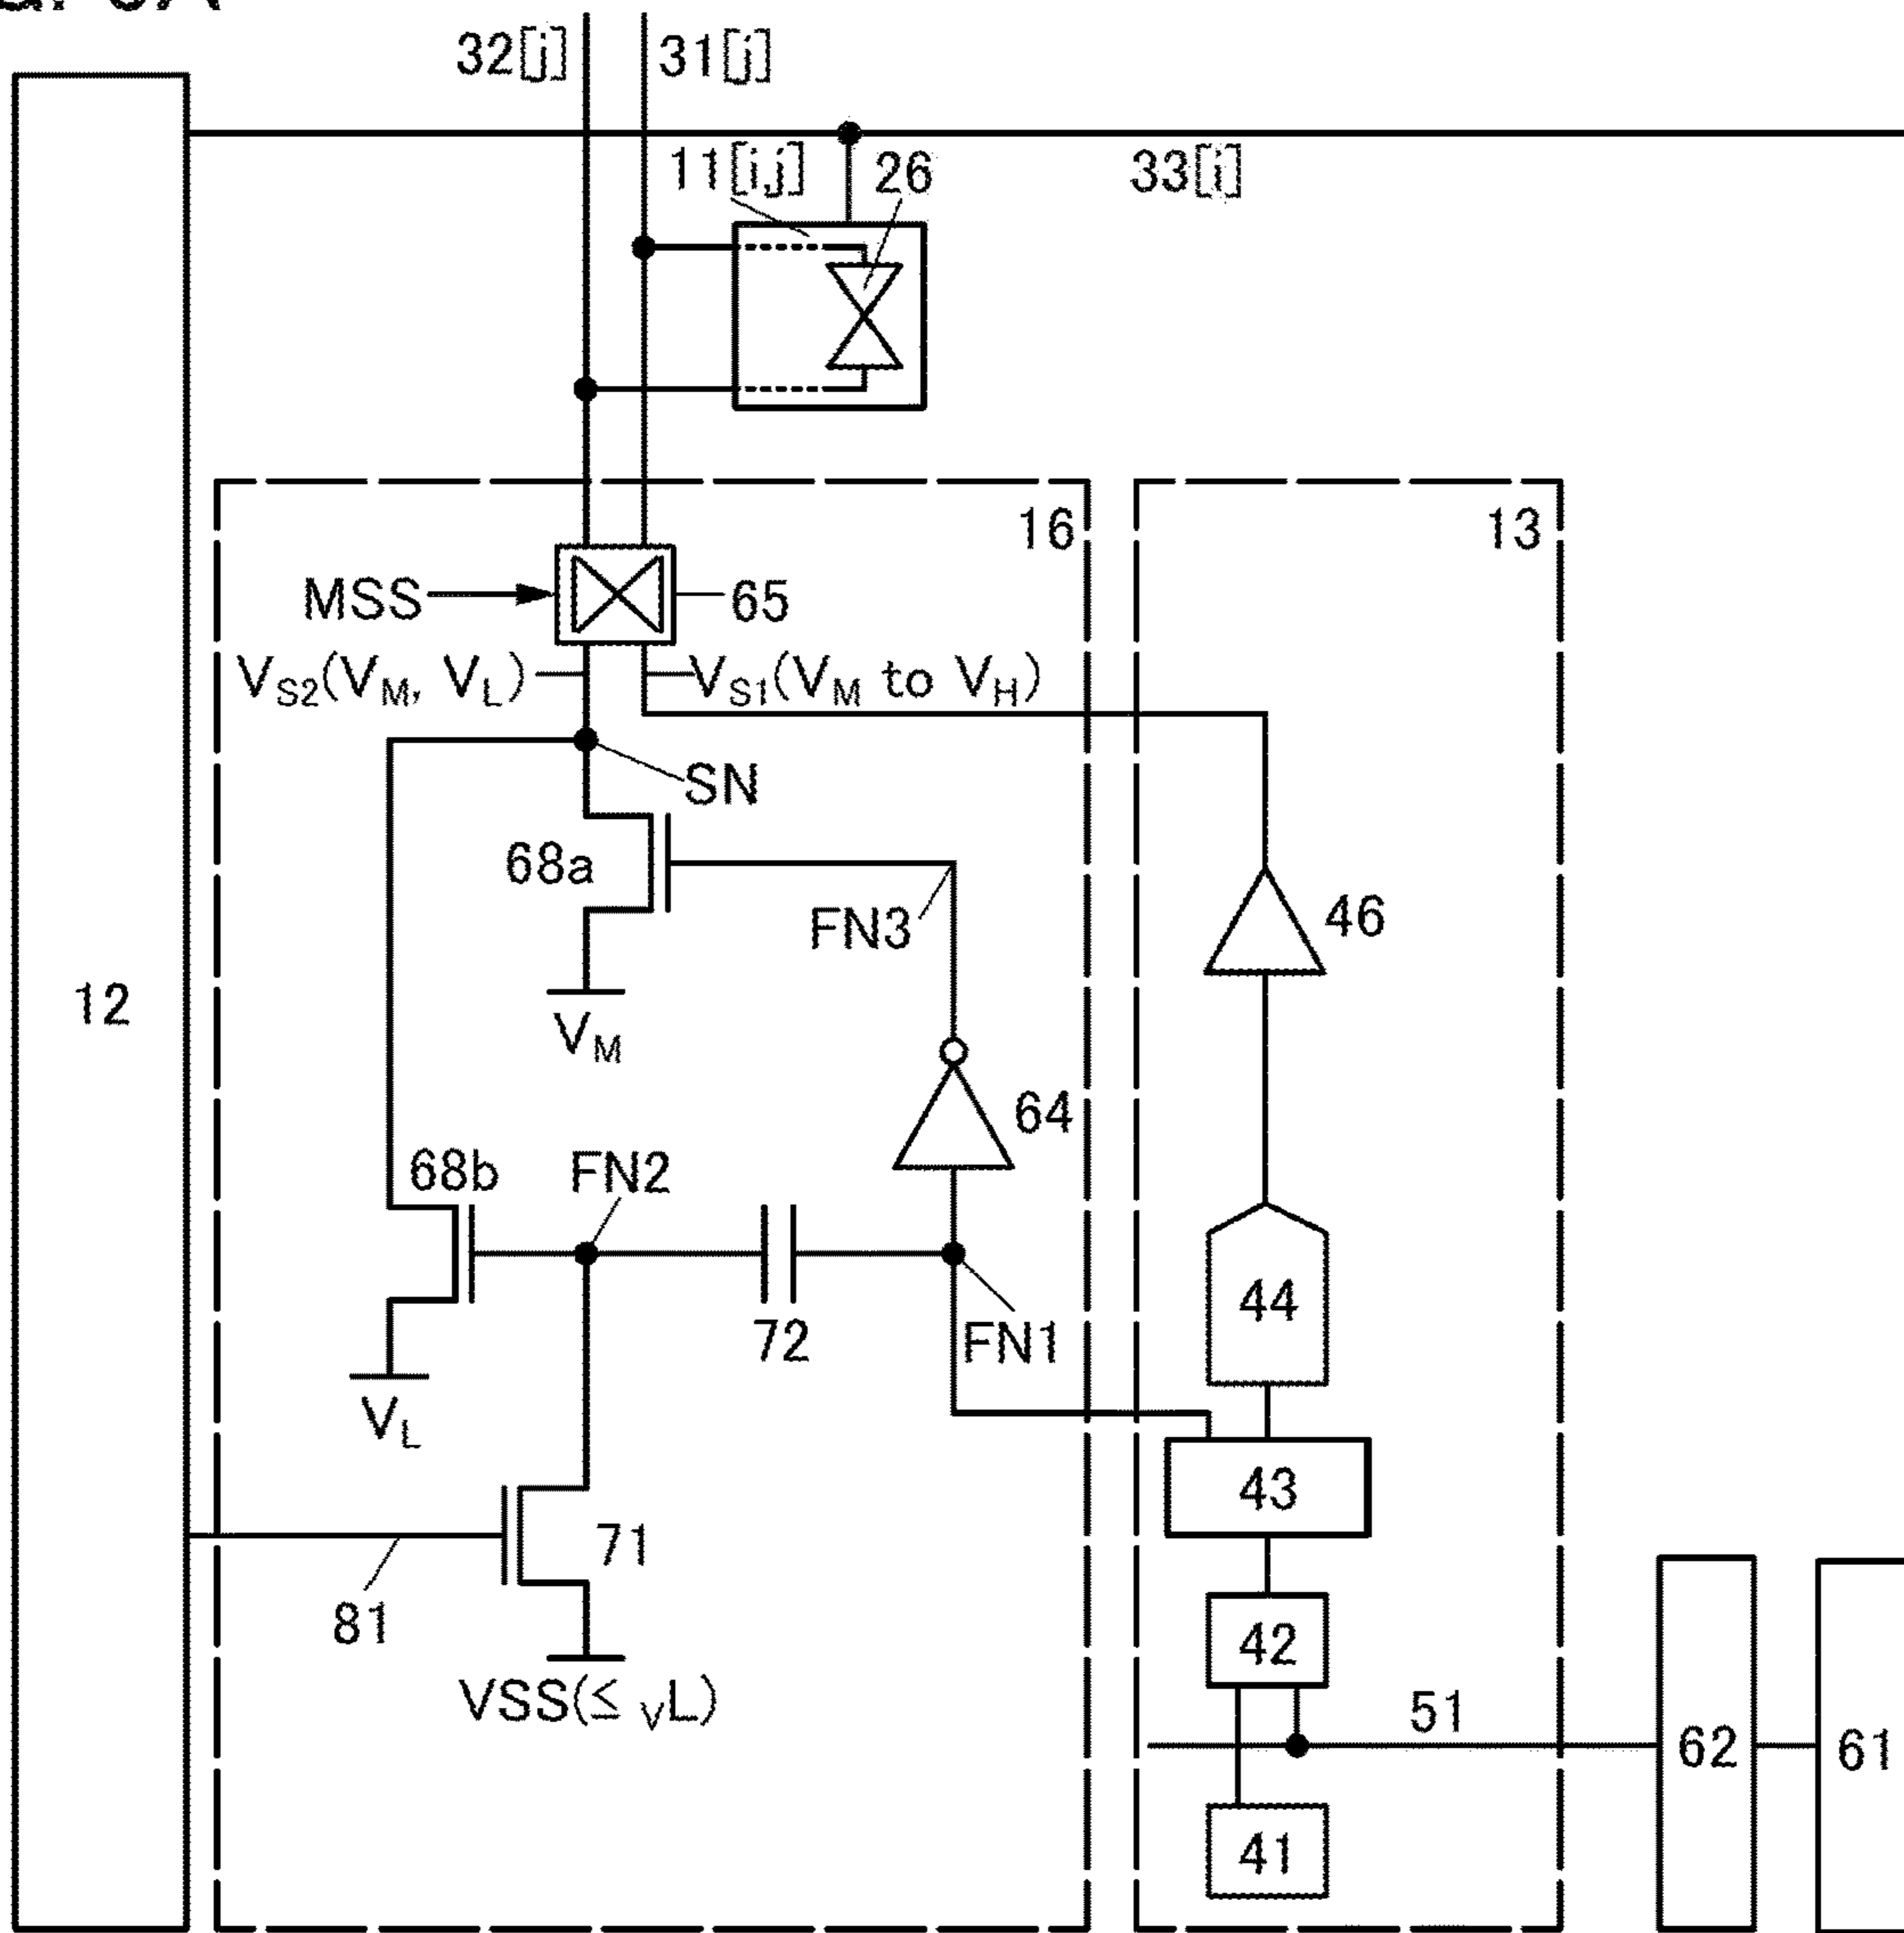 32[j]
31[j]
11[i,j]
26
33[i]
16
13
MSS
65
VS2(VM, VL)
VS1(VM to VH)
SN
68a
FN3
46
12
VM
64
68b
FN2
44
72
FN1
VL
43
71
81
42
VSS(≤ VL)
51
62
61
41